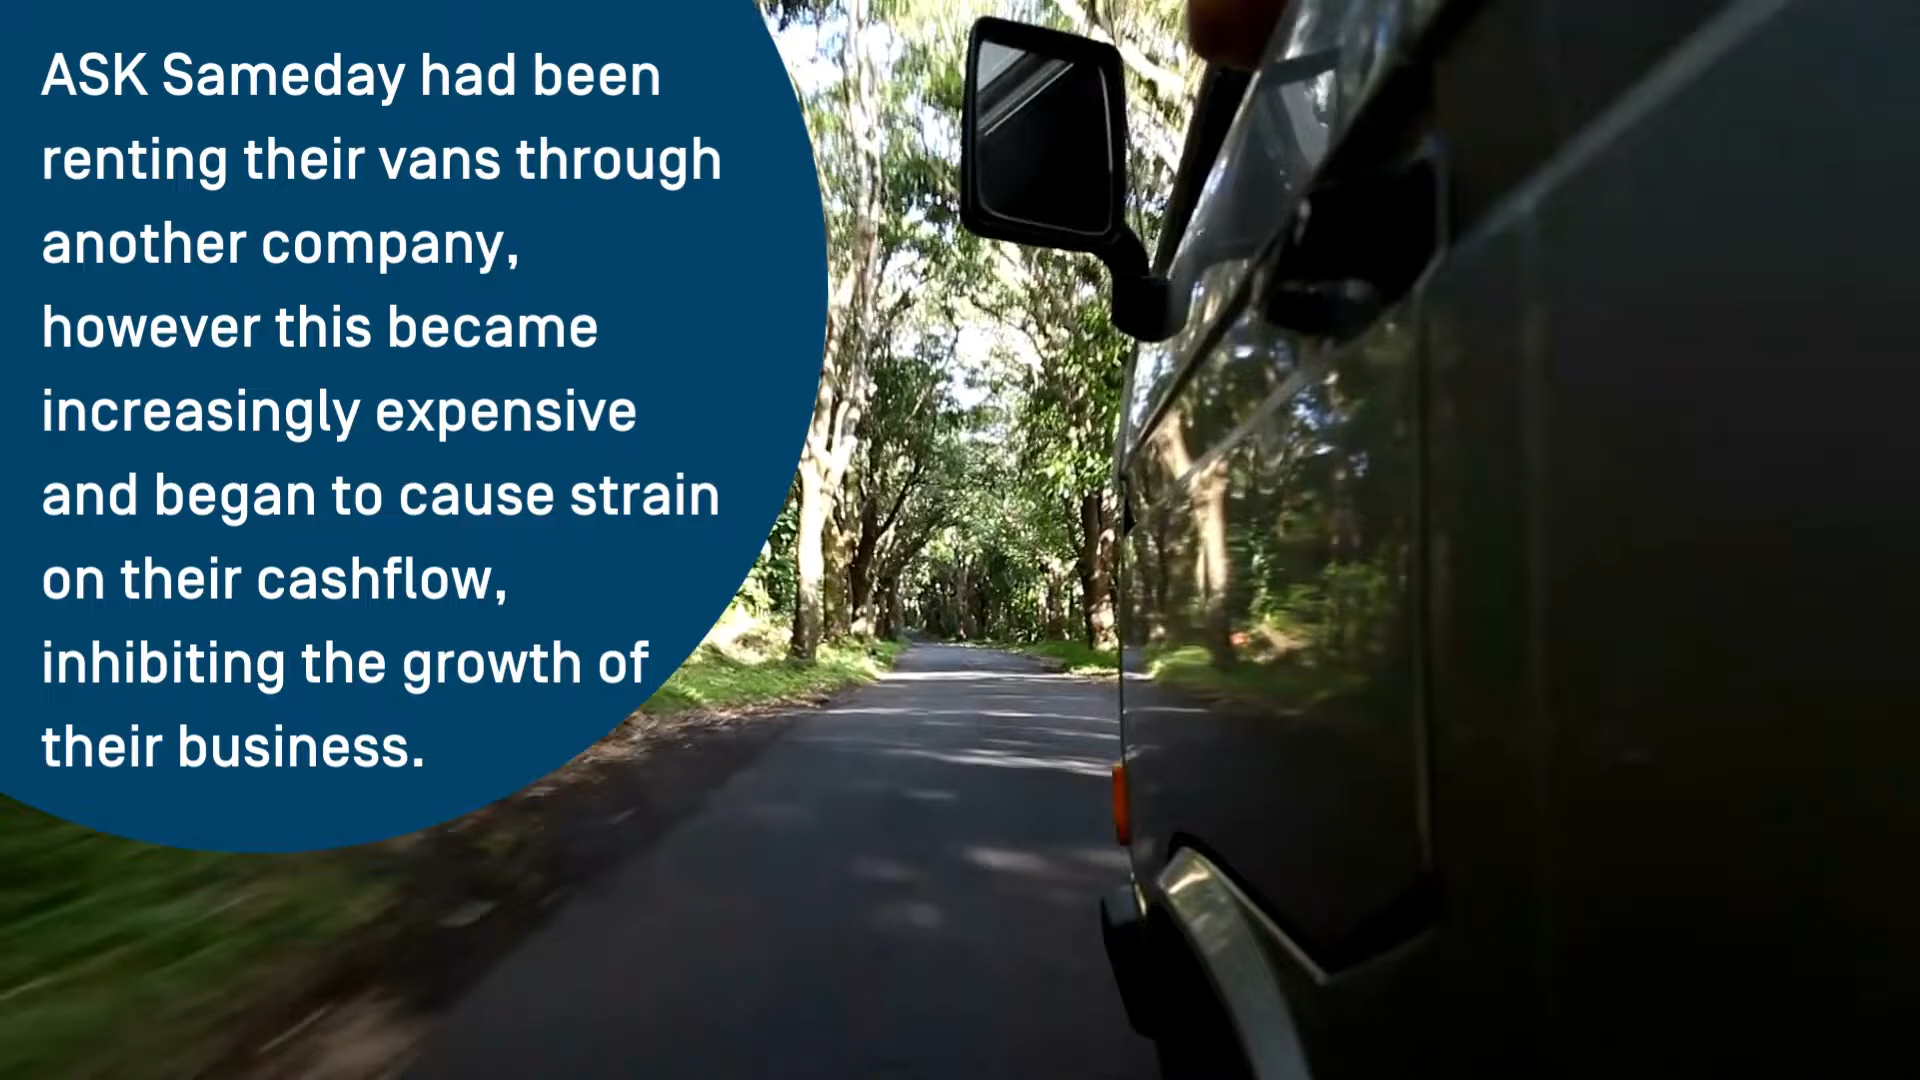 ASK Sameday had been
renting their vans through
another company,
however this became
increasingly expensive
and began to cause strain
on their cashflow,
inhibiting the growth of
their business.